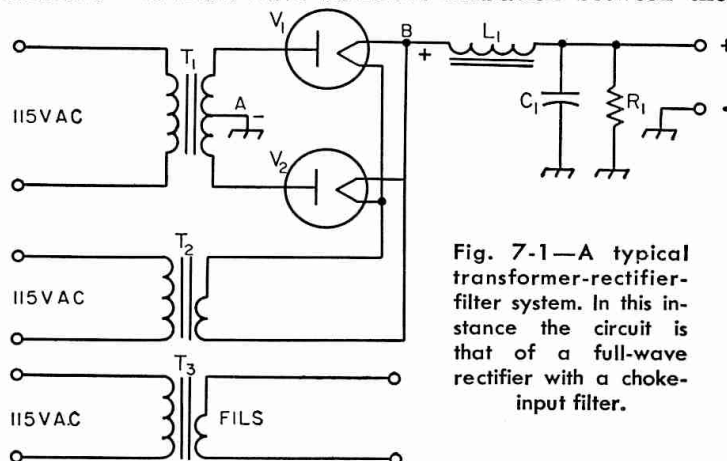 V1
B
+
L1
+
T1
A
-
115VAC
C1
R1
-
V2
T2
115VAC
T3
115VAC
FILS
Fig. 7-1—A typical
transformer-rectifier-
filter system. In this in-
stance the circuit is
that of a full-wave
rectifier with a choke-
input filter.